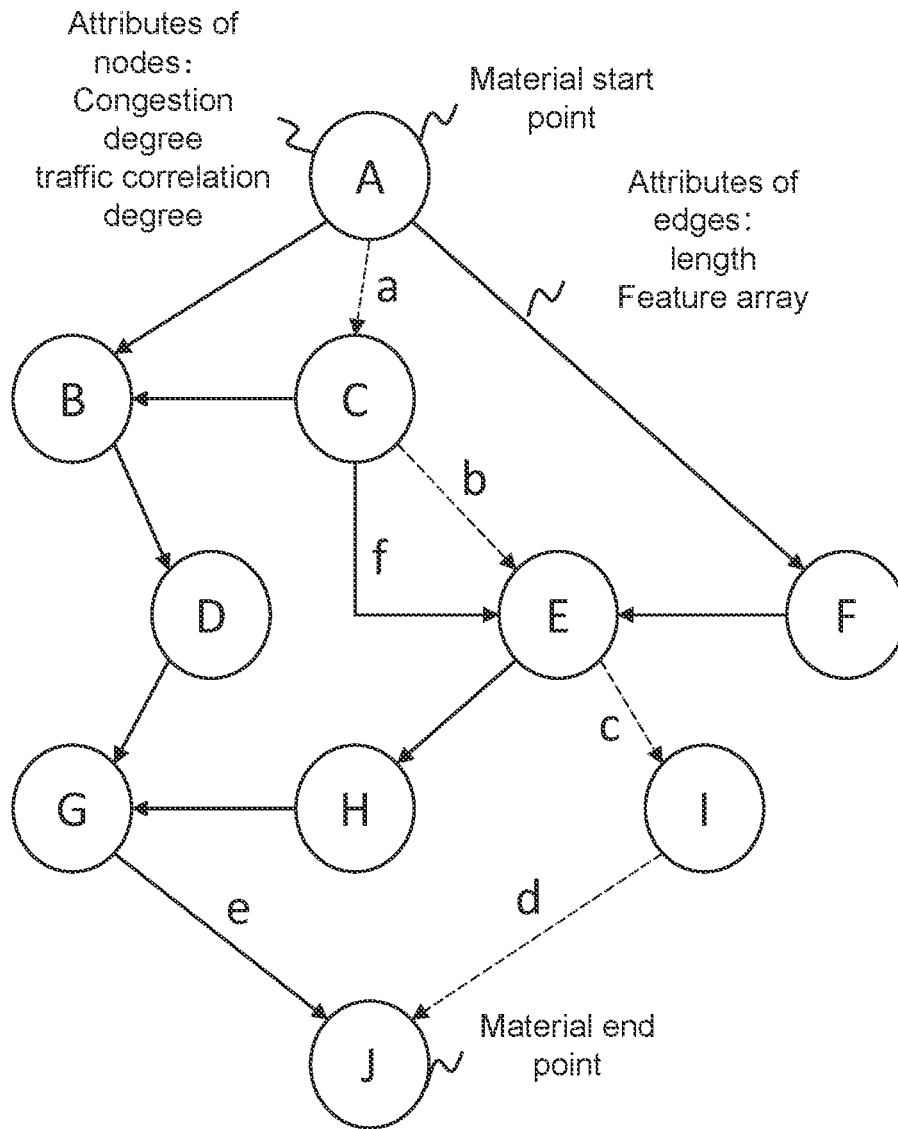 Attributes of
nodes:
Congestion
degree
traffic correlation
degree
Material start
point
A
Attributes of
edges:
length
Feature array
a
B
C
b
f
D
E
F
c
G
H
I
e
d
J
Material end
point